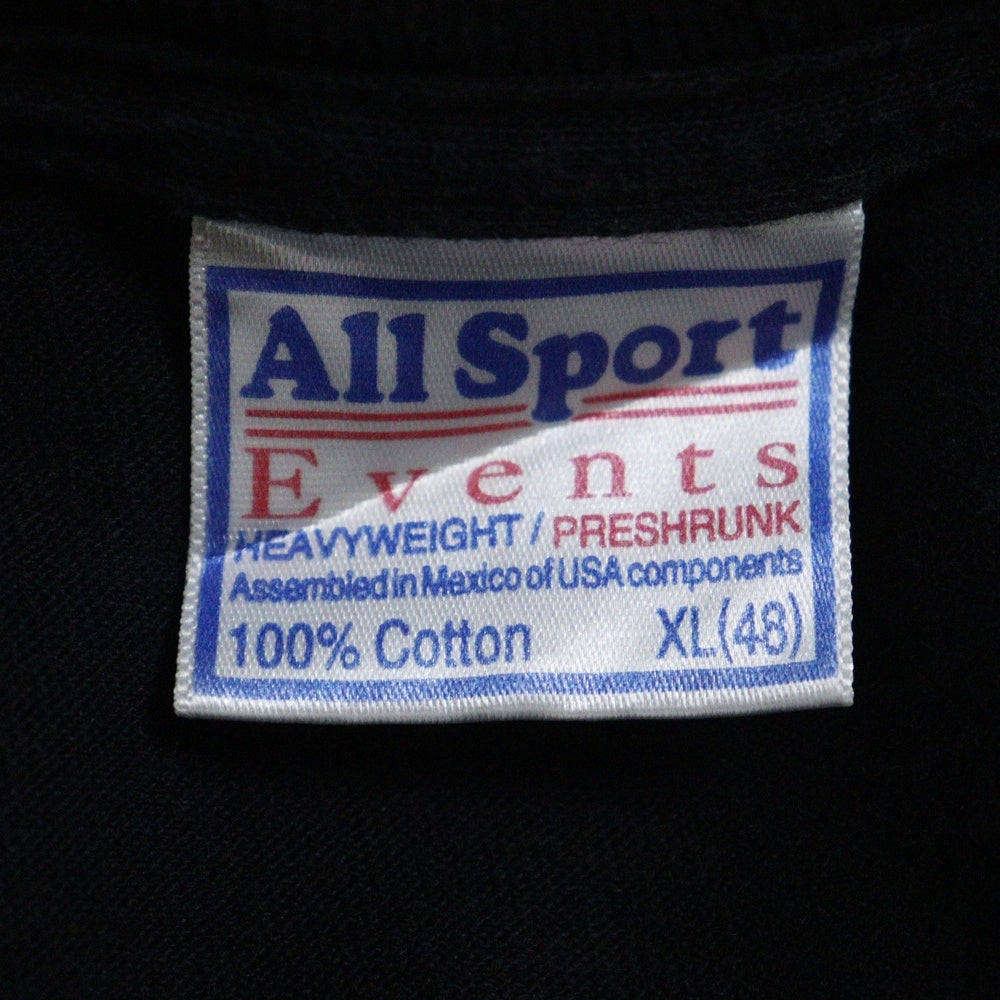 All Sport
Events
HEAVYWEIGHT / PRESHRUNK
Assembled in Mexico of USA components
100% Cotton XL(48)